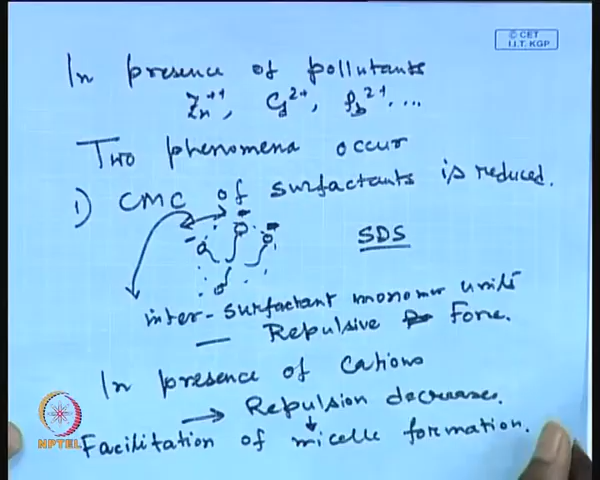 © CET
I.I.T. KGP
In presence of pollutants
Zn++, Cd2+, Pb2+, ...
Two phenomena occur
1) CMC of surfactants is reduced.
SDS
inter-surfactant monomer units
— Repulsive Force.
In presence of cations
→ Repulsion decreases.
↓
Facilitation of micelle formation.
NPTEL